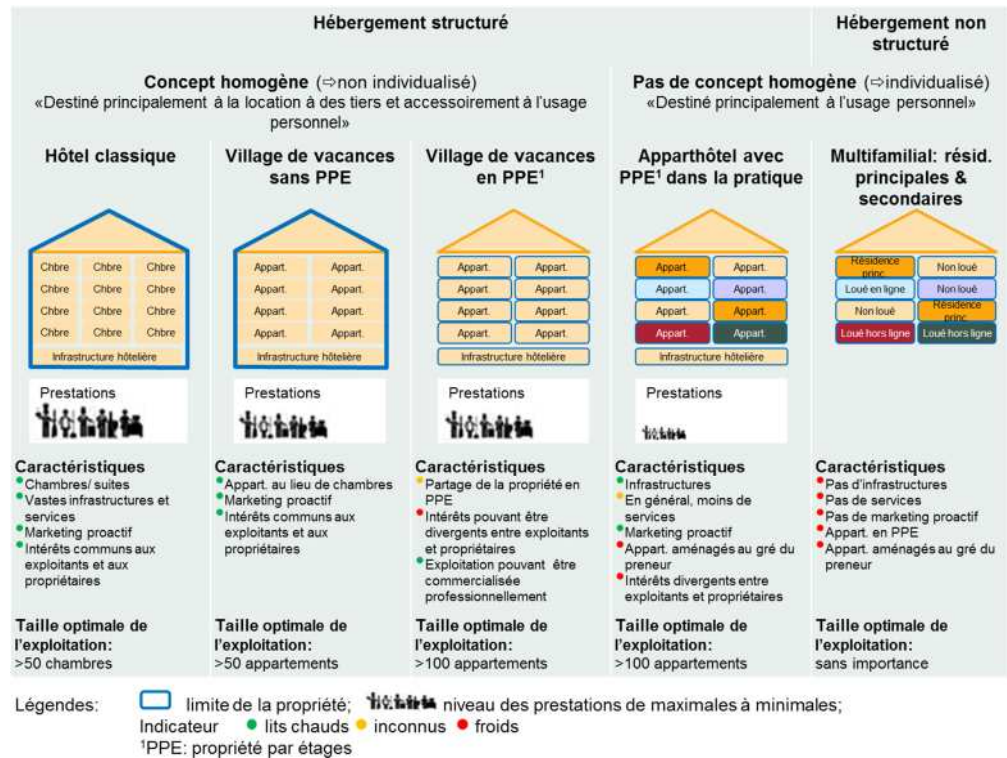 Hébergement structuré
Hébergement non
structuré
Concept homogène (⇨non individualisé)
«Destiné principalement à la location à des tiers et accessoirement à l'usage
personnel»
Pas de concept homogène (⇨individualisé)
«Destiné principalement à l'usage personnel»
Hôtel classique
Village de vacances
sans PPE
Village de vacances
en PPE¹
Apparthôtel avec
PPE¹ dans la pratique
Multifamilial: résid.
principales &
secondaires
Chbre Chbre Chbre
Chbre Chbre Chbre
Chbre Chbre Chbre
Chbre Chbre Chbre
Infrastructure hôtelière
Appart. Appart.
Appart. Appart.
Appart. Appart.
Appart. Appart.
Infrastructure hôtelière
Appart. Appart.
Appart. Appart.
Appart. Appart.
Appart. Appart.
Infrastructure hôtelière
Appart. Appart.
Appart. Appart.
Appart. Appart.
Appart. Appart.
Infrastructure hôtelière
Résidence
princ.
Non loué
Loué en ligne
Non loué
Non loué
Résidence
princ.
Loué hors ligne
Loué hors ligne
Prestations
Prestations
Prestations
Prestations
Caractéristiques
Chambres/ suites
Vastes infrastructures et
services
Marketing proactif
Intérêts communs aux
exploitants et aux
propriétaires
Caractéristiques
Appart. au lieu de chambres
Marketing proactif
Intérêts communs aux
exploitants et aux
propriétaires
Caractéristiques
Partage de la propriété en
PPE
Intérêts pouvant être
divergents entre exploitants
et propriétaires
Exploitation pouvant être
commercialisée
professionnellement
Caractéristiques
Infrastructures
En général, moins de
services
Marketing proactif
Appart. aménagés au gré du
preneur
Intérêts divergents entre
exploitants et propriétaires
Caractéristiques
Pas d'infrastructures
Pas de services
Pas de marketing proactif
Appart. en PPE
Appart. aménagés au gré du
preneur
Taille optimale de
l'exploitation:
>50 chambres
Taille optimale de
l'exploitation:
>50 appartements
Taille optimale de
l'exploitation:
>100 appartements
Taille optimale de
l'exploitation:
>100 appartements
Taille optimale de
l'exploitation:
sans importance
Légendes: limite de la propriété; niveau des prestations de maximales à minimales;
Indicateur lits chauds inconnus froids
¹PPE: propriété par étages